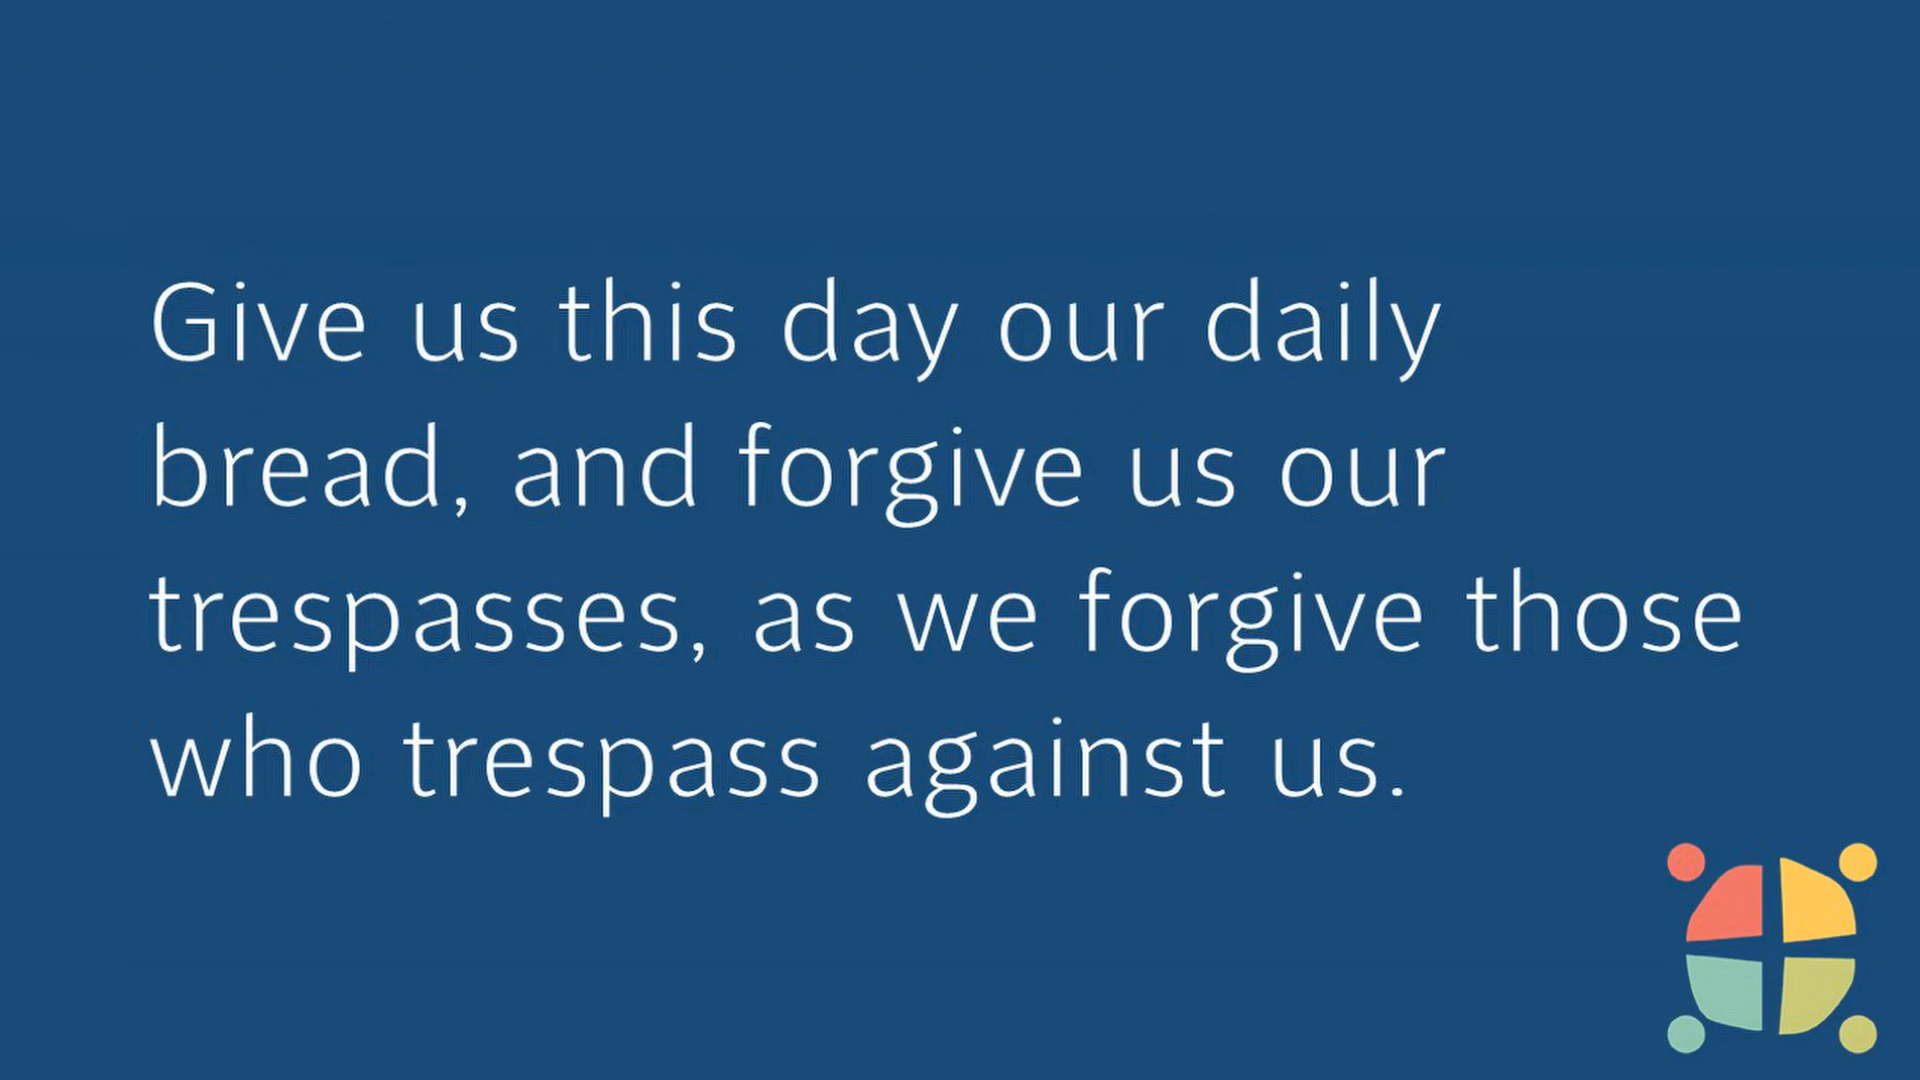 Give us this day our daily
bread, and forgive us our
trespasses, as we forgive those
who trespass against us.